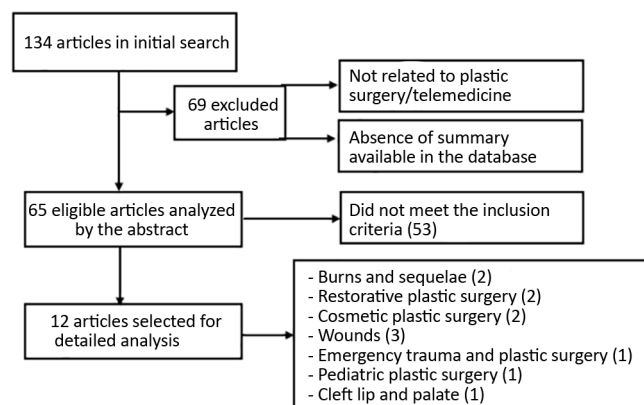 134 articles in initial search
69 excluded
articles
Not related to plastic
surgery/telemedicine
Absence of summary
available in the database
65 eligible articles analyzed
by the abstract
Did not meet the inclusion
criteria (53)
12 articles selected for
detailed analysis
- Burns and sequelae (2)
- Restorative plastic surgery (2)
- Cosmetic plastic surgery (2)
- Wounds (3)
- Emergency trauma and plastic surgery (1)
- Pediatric plastic surgery (1)
- Cleft lip and palate (1)